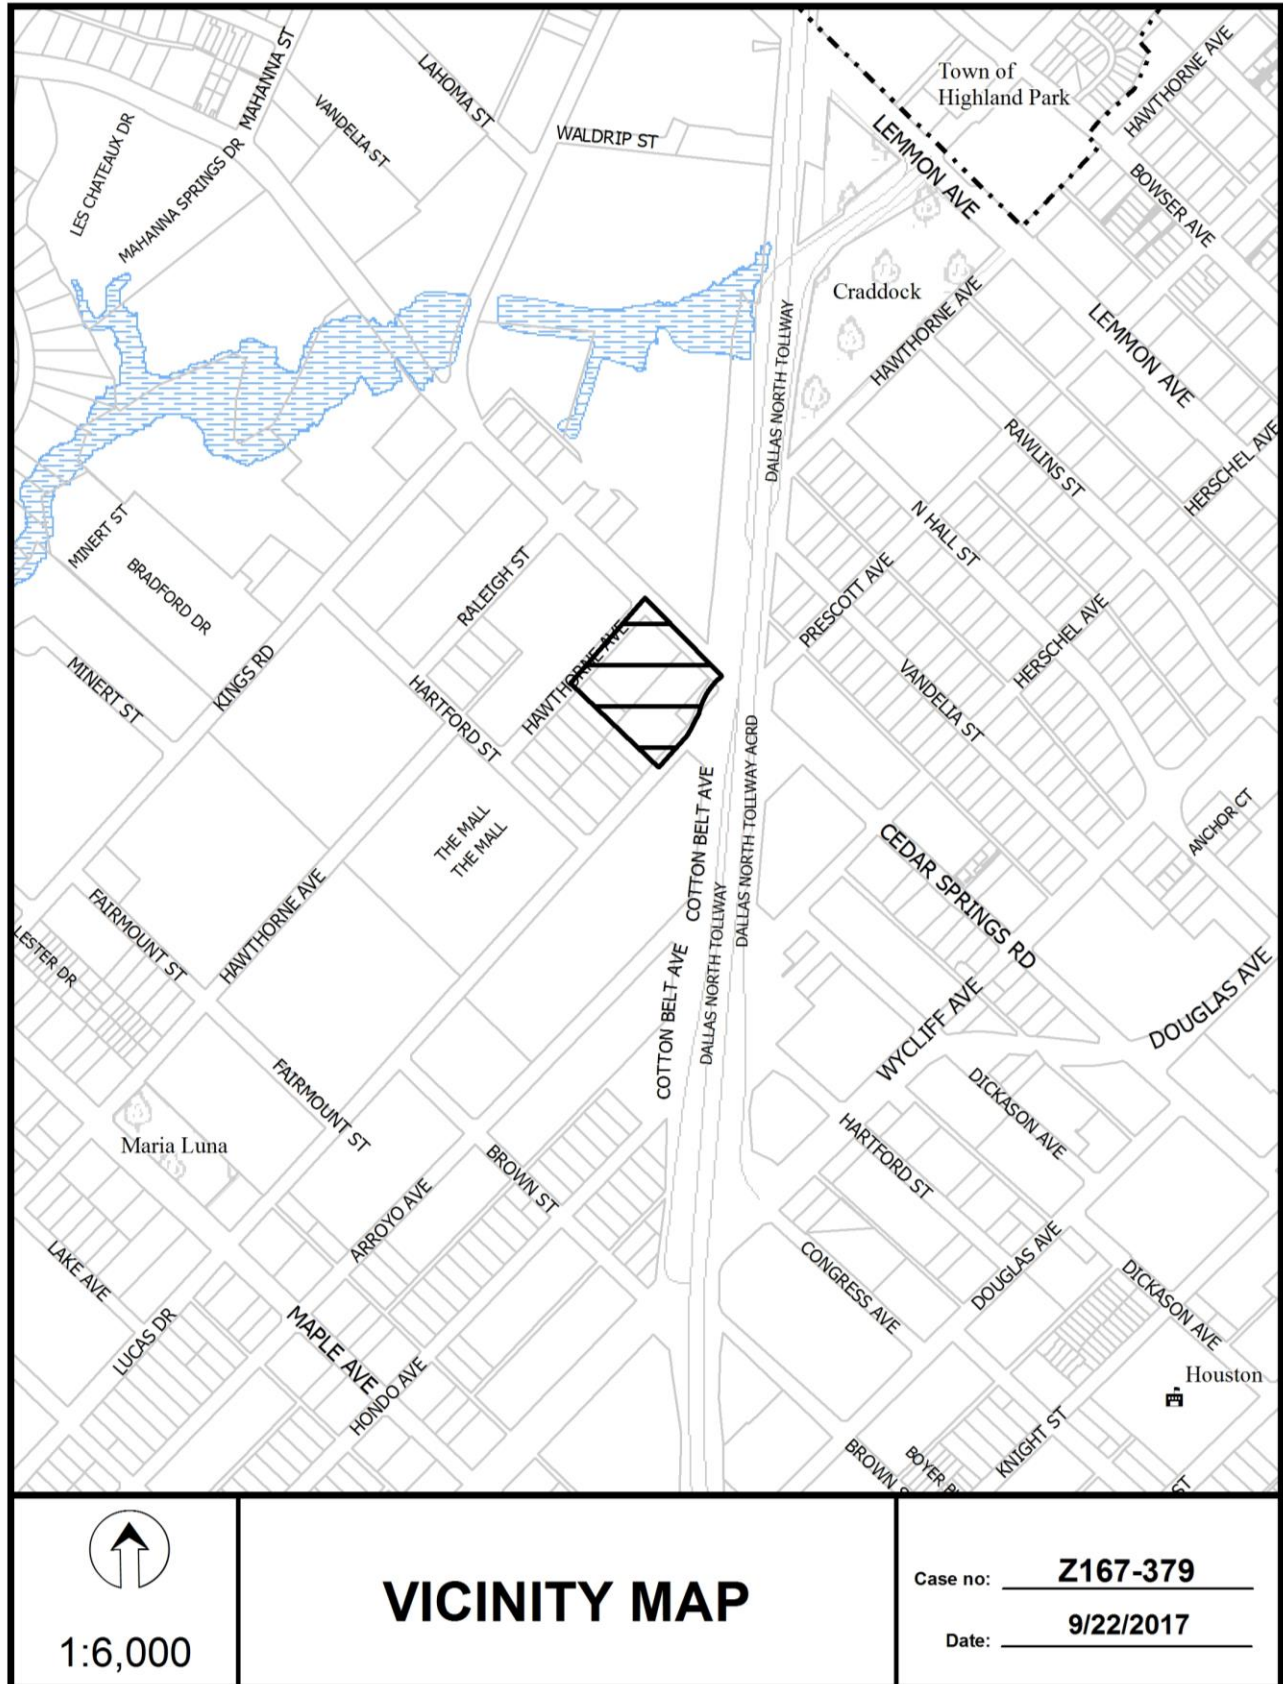 MAHANNA ST
LAHOMA ST
Town of
Highland Park
HAWTHORNE AVE
LES CHATEAUX DR
MAHANNA SPRINGS DR
VANDELIA ST
WALDRIP ST
LEMMON AVE
BOWSER AVE
Craddock
HAWTHORNE AVE
LEMMON AVE
DALLAS NORTH TOLLWAY
RAWLINS ST
HERSCHEL AVE
MINERT ST
BRADFORD DR
N HALL ST
RALEIGH ST
PRESCOTT AVE
HERSCHEL AVE
MINERT ST
KINGS RD
HARTFORD ST
HAWTHORNE AVE
VANDELIA ST
THE MALL
THE MALL
COTTON BELT AVE
DALLAS NORTH TOLLWAY ACRD
ANCHOR CT
CEDAR SPRINGS RD
FAIRMOUNT ST
HAWTHORNE AVE
LESTER DR
COTTON BELT AVE
DALLAS NORTH TOLLWAY
WYCLIFF AVE
DOUGLAS AVE
FAIRMOUNT ST
DICKASON AVE
Maria Luna
HARTFORD ST
BROWN ST
ARROYO AVE
LAKE AVE
CONGRESS AVE
DOUGLAS AVE
DICKASON AVE
LUCAS DR
MAPLE AVE
HONDO AVE
Houston
KNIGHT ST
BROWN S
BOYER P
ST
1:6,000
VICINITY MAP
Case no: Z167-379
Date: 9/22/2017